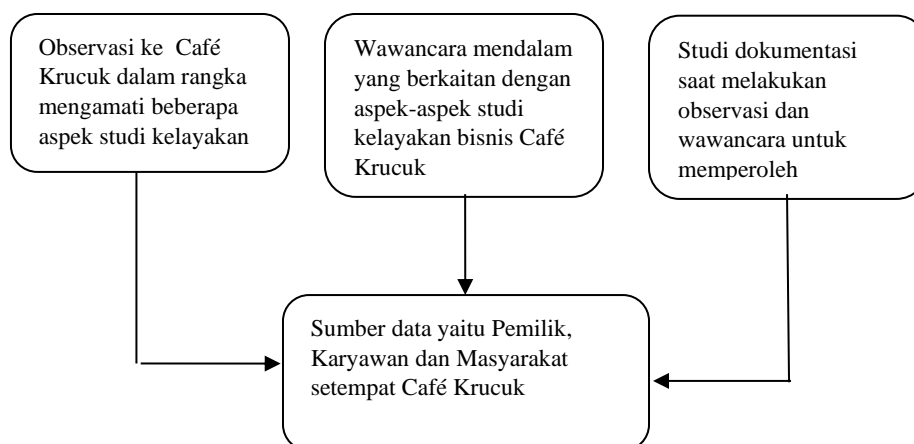 Observasi ke Café
Krucuk dalam rangka
mengamati beberapa
aspek studi kelayakan
Wawancara mendalam
yang berkaitan dengan
aspek-aspek studi
kelayakan bisnis Café
Krucuk
Studi dokumentasi
saat melakukan
observasi dan
wawancara untuk
memperoleh
Sumber data yaitu Pemilik,
Karyawan dan Masyarakat
setempat Café Krucuk